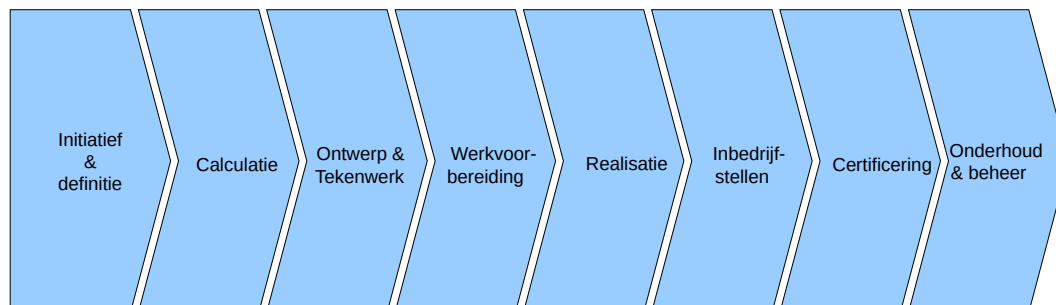 Initiatief
&
definitie
Calculatie
Ontwerp &
Tekenwerk
Werkvoor-
bereiding
Realisatie
Inbedrijf-
stellen
Certificering
Onderhoud
& beheer